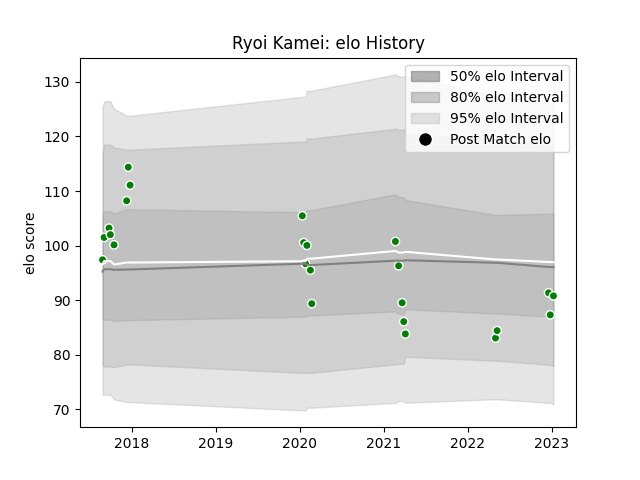 Ryoi Kamei: elo History
50% elo Interval
80% elo Interval
95% elo Interval
Post Match elo
elo score
130
120
110
100
90
80
70
2018
2019
2020
2021
2022
2023